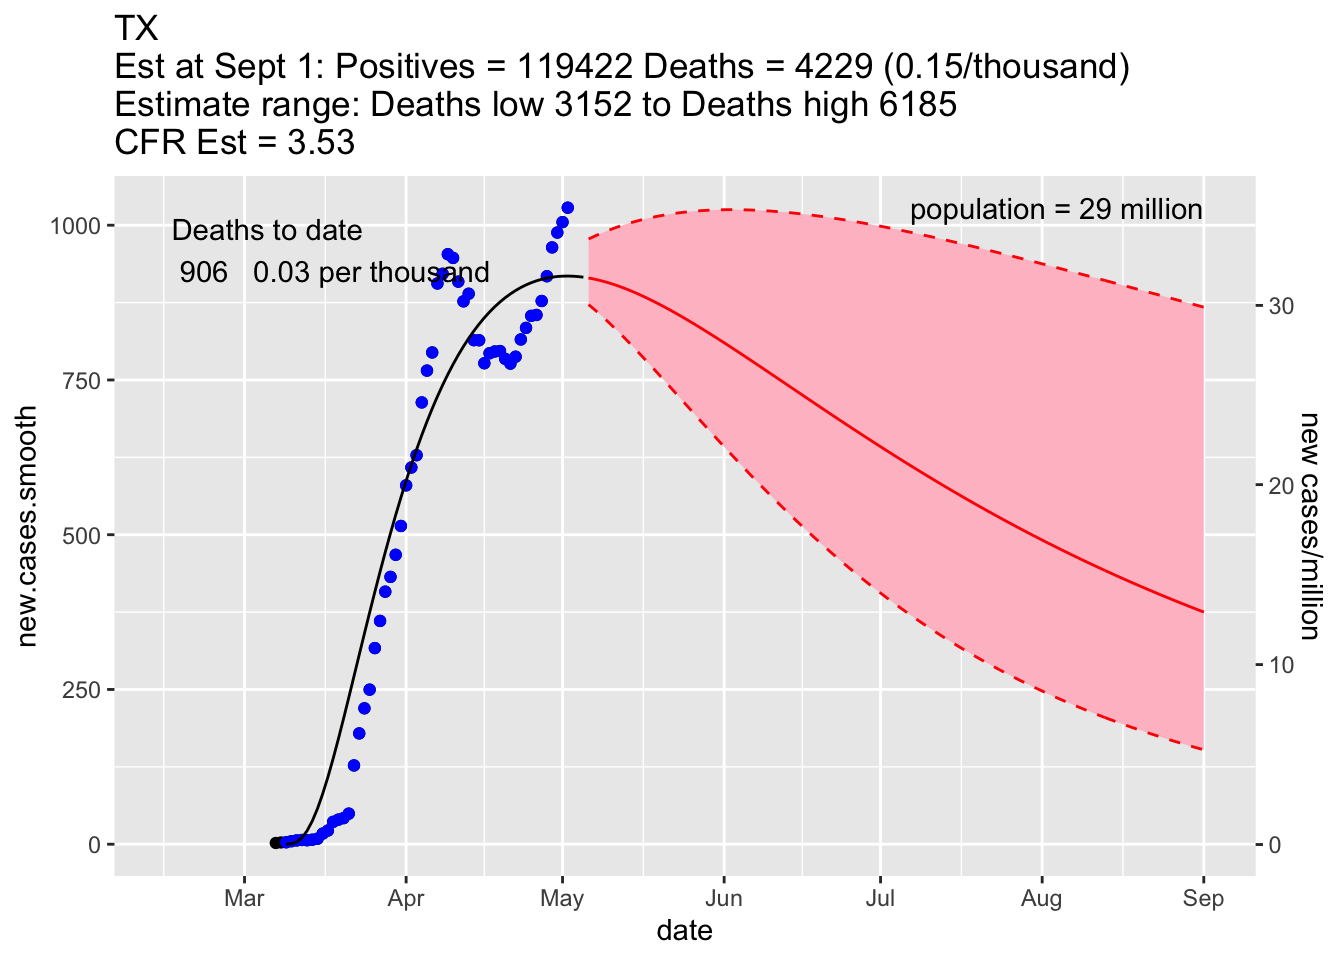 TX
Est at Sept 1: Positives = 119422 Deaths = 4229 (0.15/thousand)
Estimate range: Deaths low 3152 to Deaths high 6185
CFR Est = 3.53
population = 29 million
Deaths to date
906 0.03 per thousand
1000
750
500
250
0
new.cases.smooth
30
20
10
0
new cases/million
Mar Apr May Jun Jul Aug Sep
date